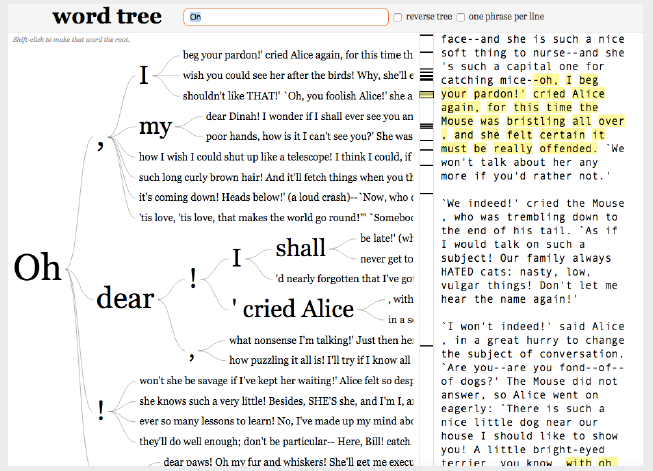 word tree
Oh
reverse tree
one phrase per line
Shift-click to make that word the root.
Oh
,
I
beg your pardon!' cried Alice again, for this time th
wish you could see her after the birds! Why, she'll e
shouldn't like THAT!' `Oh, you foolish Alice!' she a
my
dear Dinah! I wonder if I shall ever see you an
poor hands, how is it I can't see you?' She was
how I wish I could shut up like a telescope! I think I could, if
such long curly brown hair! And it'll fetch things when you th
it's coming down! Heads below!' (a loud crash)--`Now, who d
'tis love, 'tis love, that makes the world go round!"' `Somebod
dear
!
I
shall
be late!' (wh
never get to
'd nearly forgotten that I've got
' cried Alice
, with
in a so
,
what nonsense I'm talking!' Just then he
how puzzling it all is! I'll try if I know all
!
won't she be savage if I've kept her waiting!' Alice felt so desp
she knows such a very little! Besides, SHE'S she, and I'm I, a
ever so many lessons to learn! No, I've made up my mind abo
they'll do well enough; don't be particular-- Here, Bill! catch
dear paws! Oh my fur and whiskers! She'll get me execu
face--and she is such a nice
soft thing to nurse--and she
's such a capital one for
catching mice--oh, I beg
your pardon!' cried Alice
again, for this time the
Mouse was bristling all over
, and she felt certain it
must be really offended. `We
won't talk about her any
more if you'd rather not.'
`We indeed!' cried the Mouse
, who was trembling down to
the end of his tail. `As if
I would talk on such a
subject! Our family always
HATED cats: nasty, low,
vulgar things! Don't let me
hear the name again!'
`I won't indeed!' said Alice
, in a great hurry to change
the subject of conversation.
`Are you--are you fond--of--
of dogs?' The Mouse did not
answer, so Alice went on
eagerly: `There is such a
nice little dog near our
house I should like to show
you! A little bright-eyed
terrier, you know, with oh,